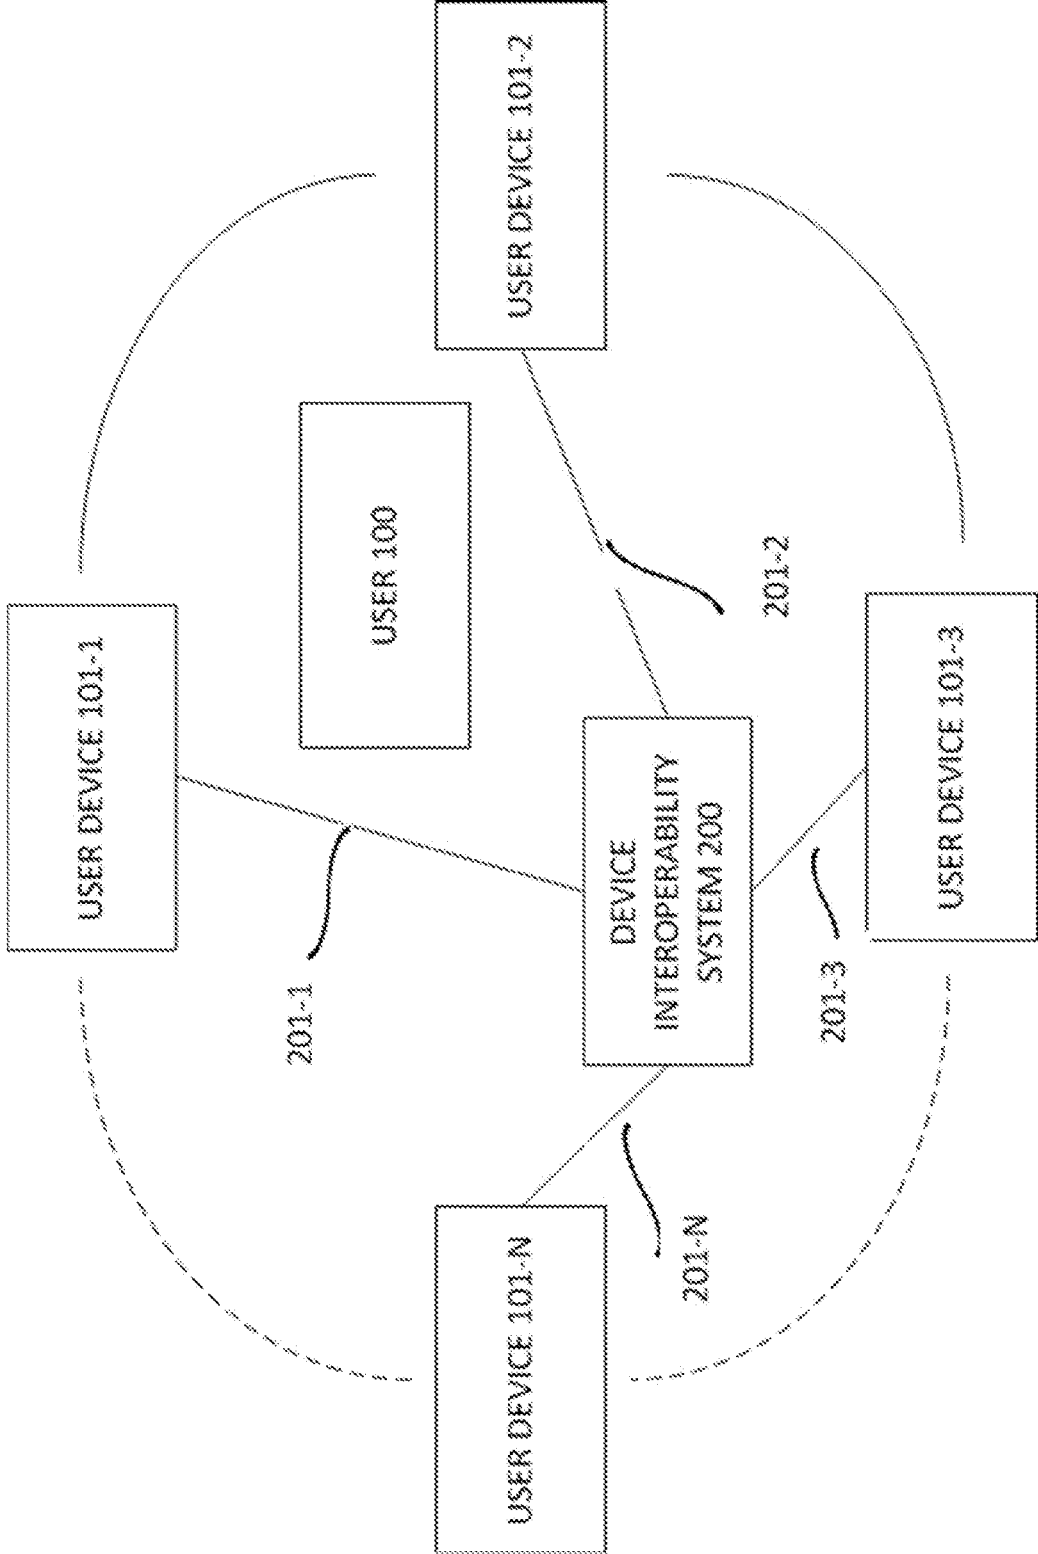 USER DEVICE 101-1
USER 100
USER DEVICE 101-2
201-1
201-2
DEVICE
INTEROPERABILITY
SYSTEM 200
USER DEVICE 101-N
201-N
201-3
USER DEVICE 101-3